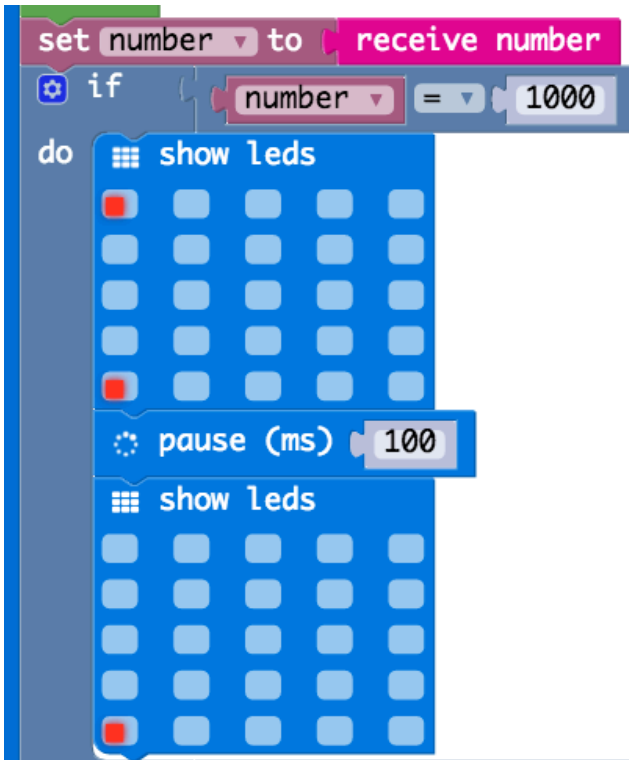 set number to receive number
if number = 1000
do show leds
pause (ms) 100
show leds